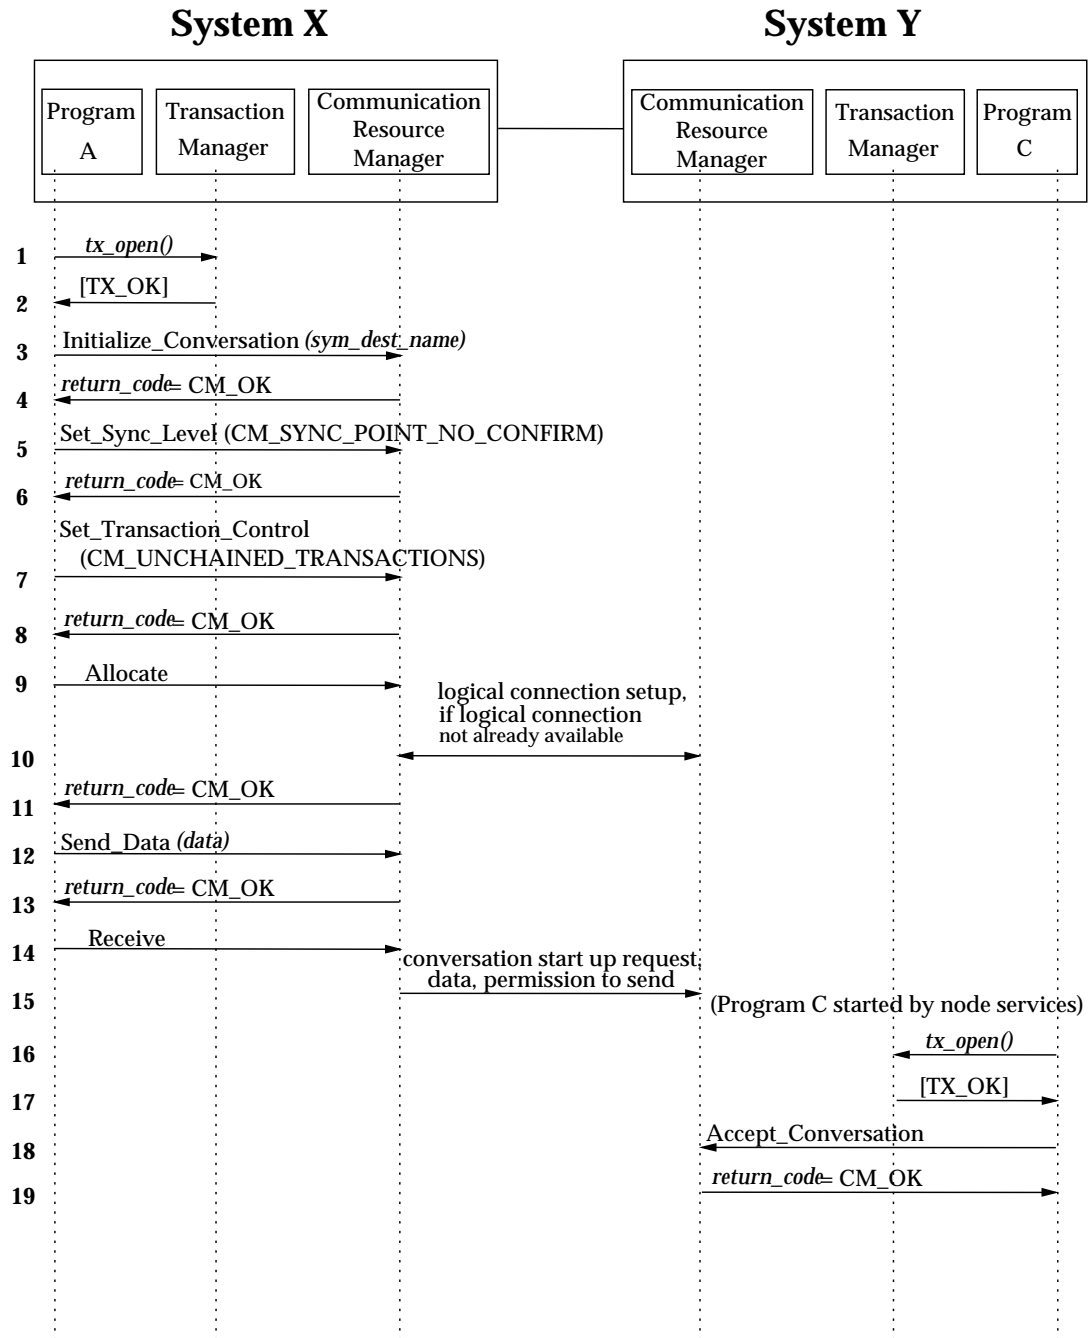 System X
System Y
Program
A
Transaction
Manager
Communication
Resource
Manager
Communication
Resource
Manager
Transaction
Manager
Program
C
1
tx_open()
2
[TX_OK]
3
Initialize_Conversation (sym_dest_name)
4
return_code= CM_OK
5
Set_Sync_Level (CM_SYNC_POINT_NO_CONFIRM)
6
return_code= CM_OK
7
Set_Transaction_Control
(CM_UNCHAINED_TRANSACTIONS)
8
return_code= CM_OK
9
Allocate
logical connection setup,
if logical connection
not already available
10
11
return_code= CM_OK
12
Send_Data (data)
13
return_code= CM_OK
14
Receive
conversation start up request,
data, permission to send
15
(Program C started by node services)
16
tx_open()
17
[TX_OK]
18
Accept_Conversation
19
return_code= CM_OK